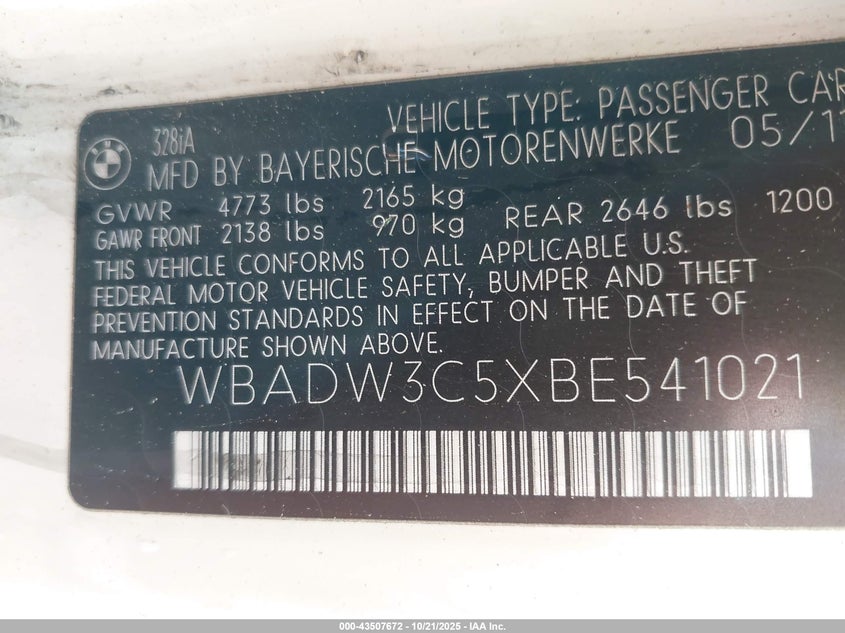 BMW
328iA
VEHICLE TYPE: PASSENGER CAR
MFD BY BAYERISCHE MOTORENWERKE 05/11
GVWR 4773 lbs 2165 kg
GAWR FRONT 2138 lbs 970 kg REAR 2646 lbs 1200
THIS VEHICLE CONFORMS TO ALL APPLICABLE U.S.
FEDERAL MOTOR VEHICLE SAFETY, BUMPER AND THEFT
PREVENTION STANDARDS IN EFFECT ON THE DATE OF
MANUFACTURE SHOWN ABOVE.
WBADW3C5XBE541021
000-43507672 - 10/21/2025 - IAA Inc.